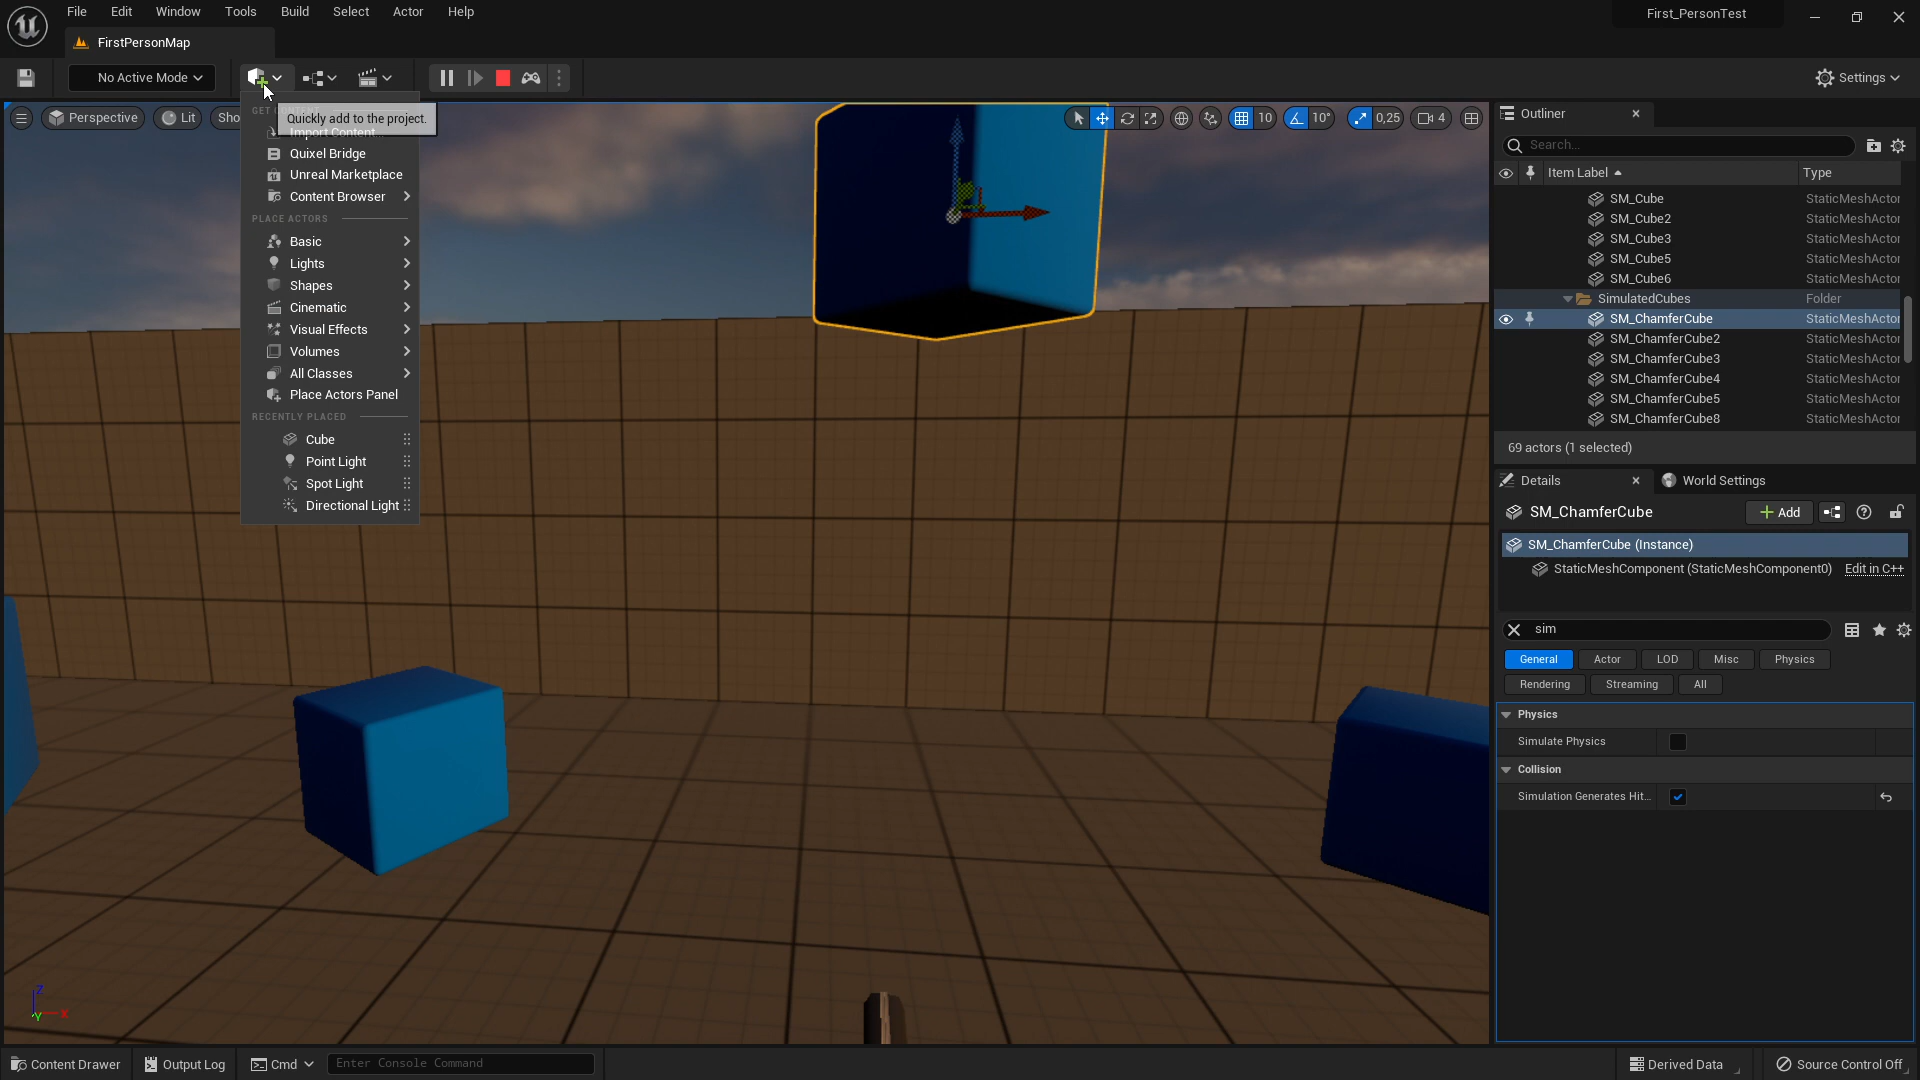 File Edit Window Tools Build Select Actor Help
First_PersonTest
FirstPersonMap
No Active Mode
Settings
Perspective
Lit
Sho
Quickly add to the project.
Import Content...
Quixel Bridge
Unreal Marketplace
Content Browser
PLACE ACTORS
Basic
Lights
Shapes
Cinematic
Visual Effects
Volumes
All Classes
Place Actors Panel
RECENTLY PLACED
Cube
Point Light
Spot Light
Directional Light
10
10°
0,25
4
Z
X
Y
Outliner
Search...
Item Label Type
SM_Cube StaticMeshActor
SM_Cube2 StaticMeshActor
SM_Cube3 StaticMeshActor
SM_Cube5 StaticMeshActor
SM_Cube6 StaticMeshActor
SimulatedCubes Folder
SM_ChamferCube StaticMeshActor
SM_ChamferCube2 StaticMeshActor
SM_ChamferCube3 StaticMeshActor
SM_ChamferCube4 StaticMeshActor
SM_ChamferCube5 StaticMeshActor
SM_ChamferCube8 StaticMeshActor
69 actors (1 selected)
Details
World Settings
SM_ChamferCube
Add
SM_ChamferCube (Instance)
StaticMeshComponent (StaticMeshComponent0) Edit in C++
sim
General Actor LOD Misc Physics
Rendering Streaming All
Physics
Simulate Physics
Collision
Simulation Generates Hit...
Content Drawer
Output Log
Cmd
Enter Console Command
Derived Data
Source Control Off